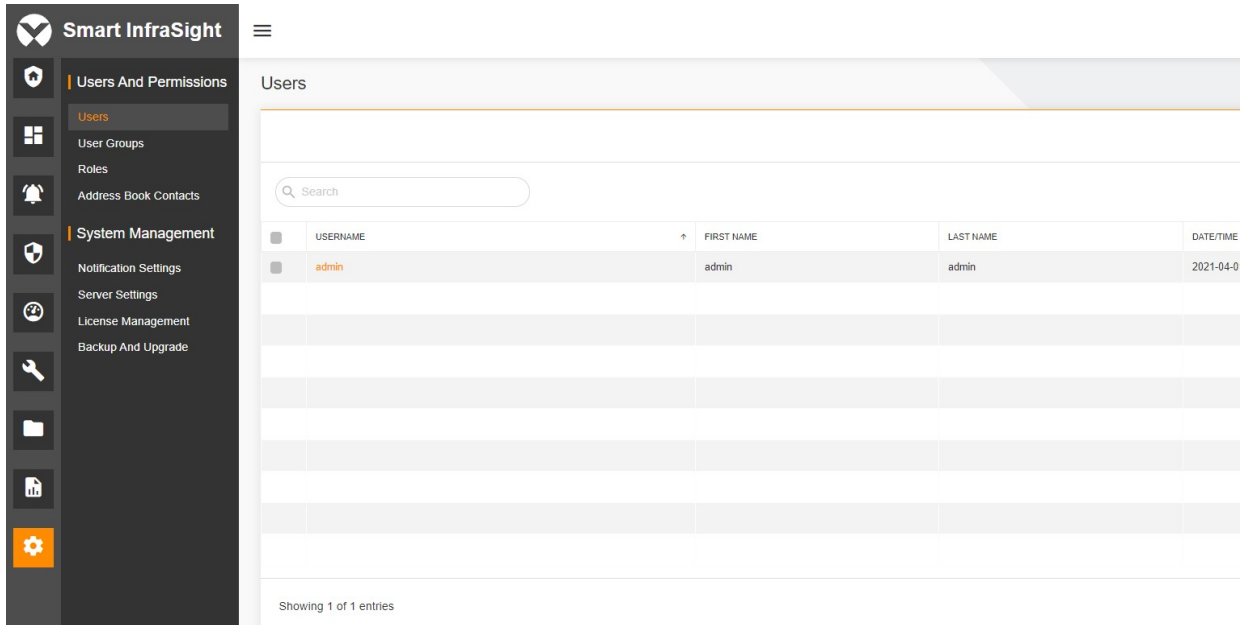 Smart InfraSight
Users And Permissions
Users
User Groups
Roles
Address Book Contacts
System Management
Notification Settings
Server Settings
License Management
Backup And Upgrade
Users
Search
USERNAME FIRST NAME LAST NAME DATE/TIME
admin admin admin 2021-04-0
Showing 1 of 1 entries